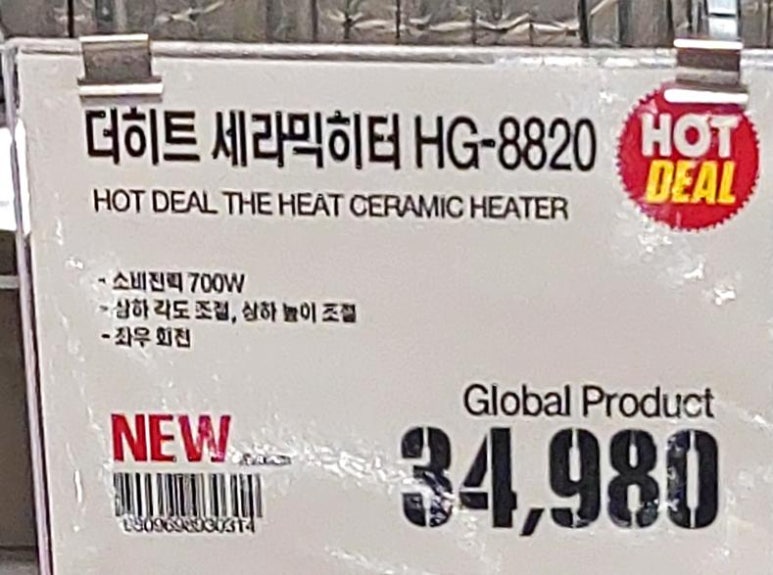 더히트 세라믹히터 HG-8820
HOT DEAL
HOT DEAL THE HEAT CERAMIC HEATER
- 소비전력 700W
- 상하 각도 조절, 상하 높이 조절
- 좌우 회전
Global Product
NEW
34,980